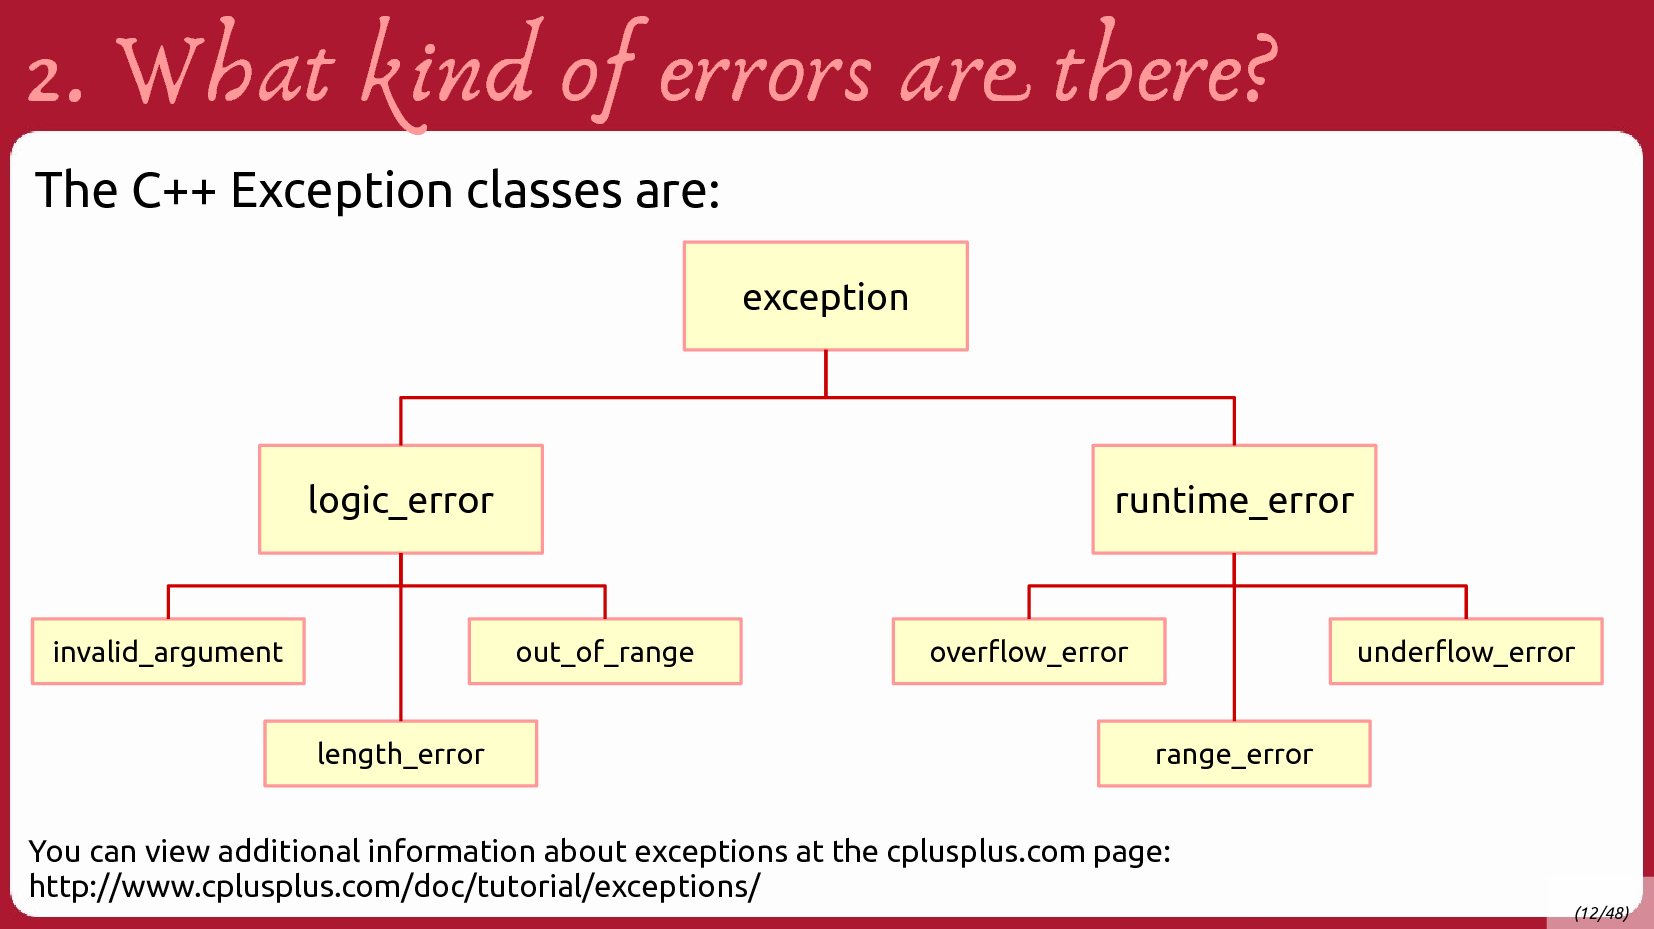 2. What kind of errors are there?
The C++ Exception classes are:
exception
logic_error
runtime_error
invalid_argument
out_of_range
overflow_error
underflow_error
length_error
range_error
You can view additional information about exceptions at the cplusplus.com page:
http://www.cplusplus.com/doc/tutorial/exceptions/
(12/48)